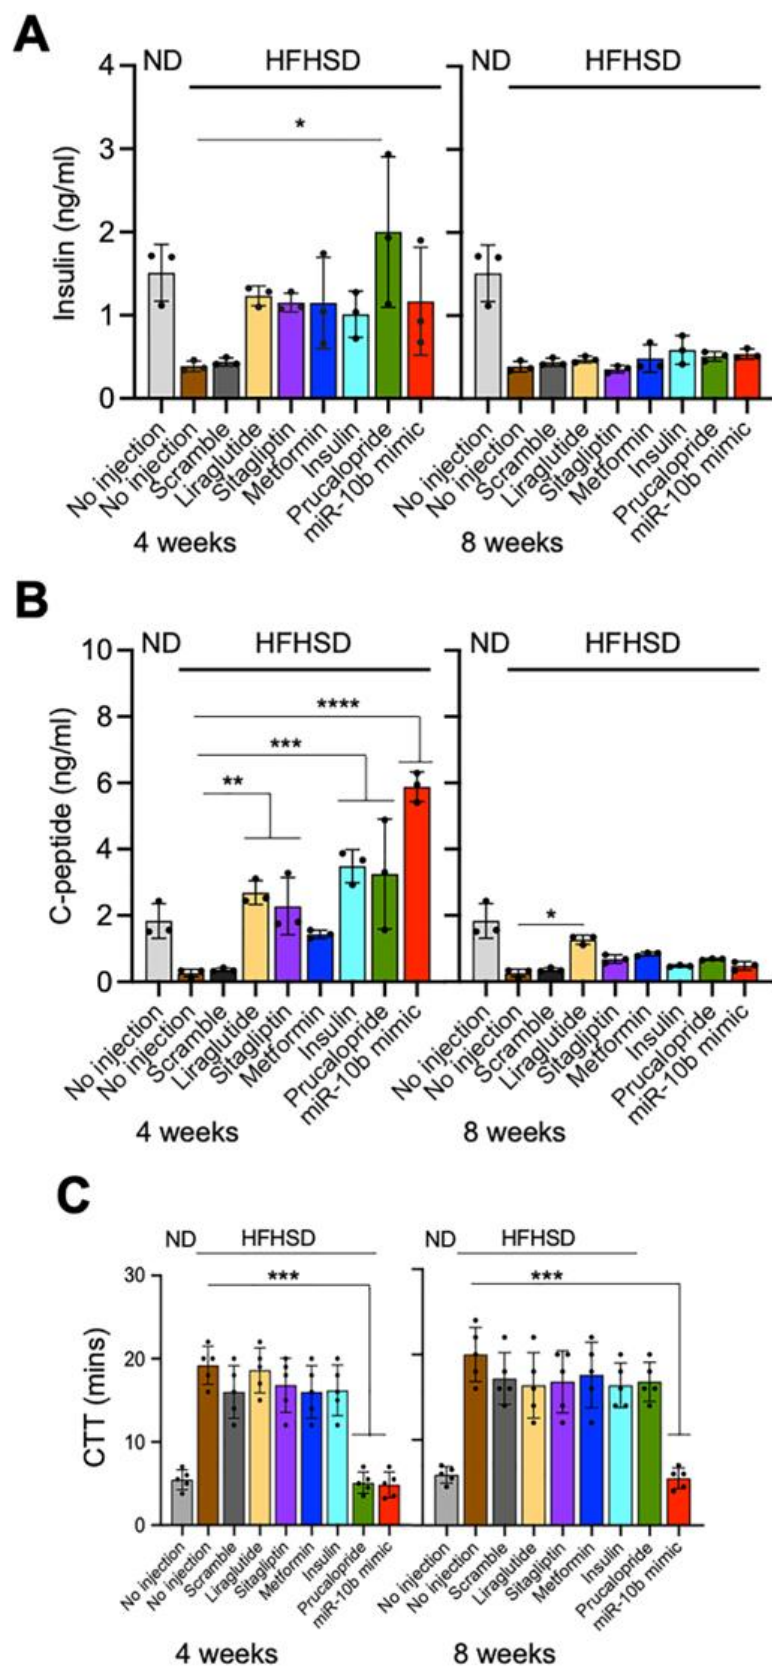 A
ND HFHSD ND HFHSD
Insulin (ng/ml)
4
3
2
1
0
*
No injection
No injection
Scramble
Liraglutide
Sitagliptin
Metformin
Insulin
Prucalopride
miR-10b mimic
No injection
No injection
Scramble
Liraglutide
Sitagliptin
Metformin
Insulin
Prucalopride
miR-10b mimic
4 weeks 8 weeks
B
ND HFHSD ND HFHSD
C-peptide (ng/ml)
10
8
6
4
2
0
****
***
**
*
No injection
No injection
Scramble
Liraglutide
Sitagliptin
Metformin
Insulin
Prucalopride
miR-10b mimic
No injection
No injection
Scramble
Liraglutide
Sitagliptin
Metformin
Insulin
Prucalopride
miR-10b mimic
4 weeks 8 weeks
C
ND HFHSD ND HFHSD
CTT (mins)
30
20
10
0
*** ***
No injection
No injection
Scramble
Liraglutide
Sitagliptin
Metformin
Insulin
Prucalopride
miR-10b mimic
No injection
No injection
Scramble
Liraglutide
Sitagliptin
Metformin
Insulin
Prucalopride
miR-10b mimic
4 weeks 8 weeks